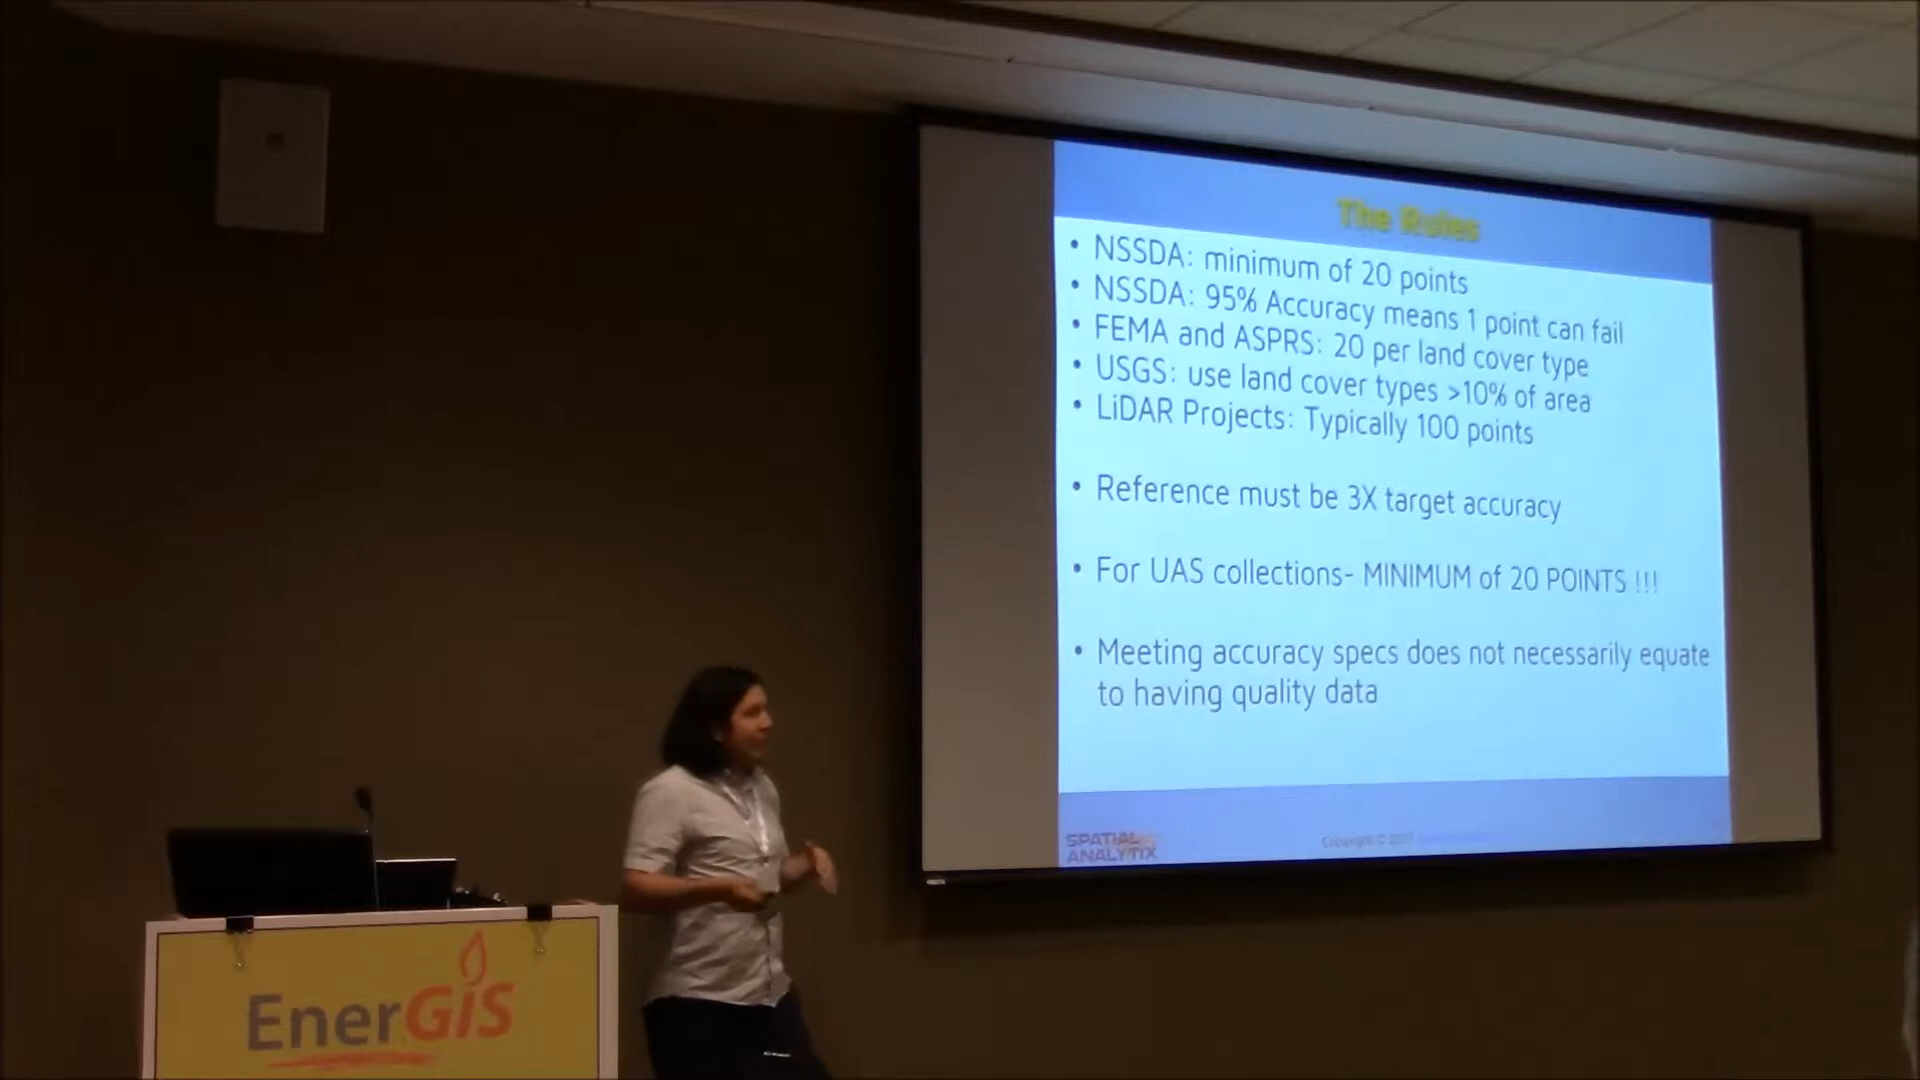 The Rules
• NSSDA: minimum of 20 points
• NSSDA: 95% Accuracy means 1 point can fail
• FEMA and ASPRS: 20 per land cover type
• USGS: use land cover types >10% of area
• LiDAR Projects: Typically 100 points
• Reference must be 3X target accuracy
• For UAS collections- MINIMUM of 20 POINTS !!!
• Meeting accuracy specs does not necessarily equate
to having quality data
SPATIAL
ANALYTIX
Copyright ©
EnerGIS